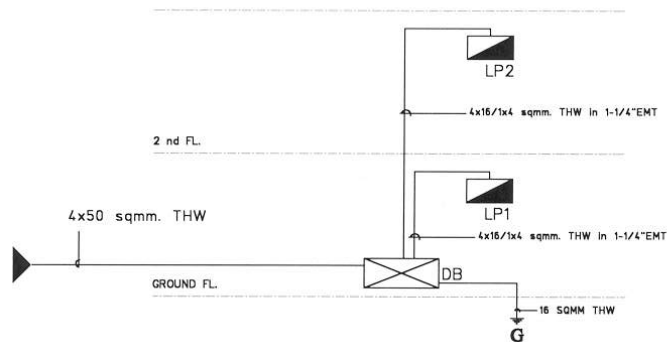 LP2
4x16/1x4 sqmm. THW in 1-1/4"EMT
2 nd FL.
LP1
4x50 sqmm. THW
4x16/1x4 sqmm. THW in 1-1/4"EMT
DB
GROUND FL.
16 SQMM THW
G